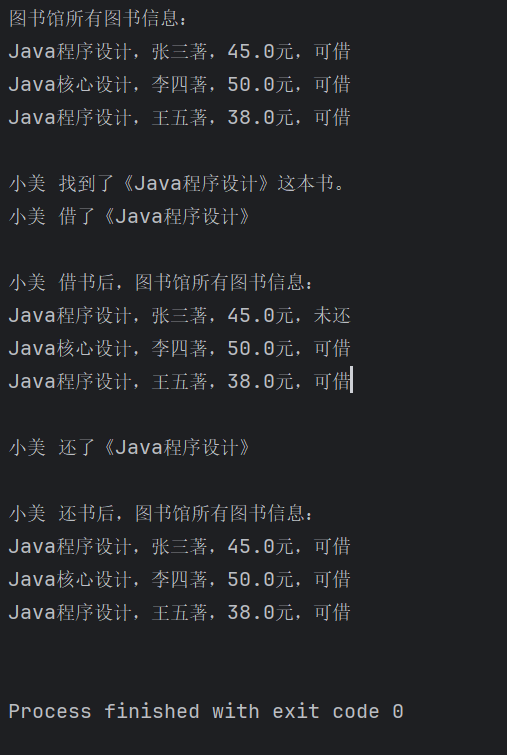 图书馆所有图书信息：
Java程序设计，张三著，45.0元，可借
Java核心设计，李四著，50.0元，可借
Java程序设计，王五著，38.0元，可借
小美 找到了《Java程序设计》这本书。
小美 借了《Java程序设计》
小美 借书后，图书馆所有图书信息：
Java程序设计，张三著，45.0元，未还
Java核心设计，李四著，50.0元，可借
Java程序设计，王五著，38.0元，可借
小美 还了《Java程序设计》
小美 还书后，图书馆所有图书信息：
Java程序设计，张三著，45.0元，可借
Java核心设计，李四著，50.0元，可借
Java程序设计，王五著，38.0元，可借
Process finished with exit code 0